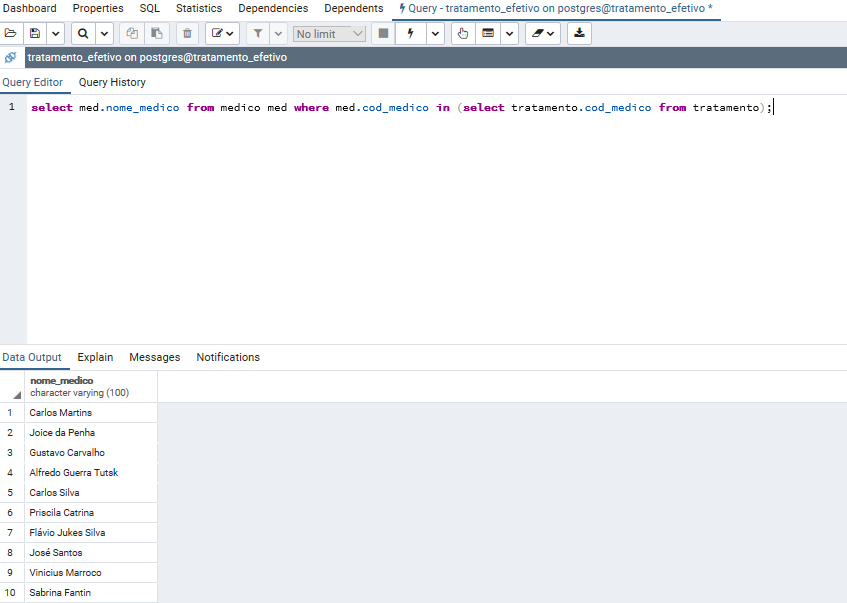 Dashboard Properties SQL Statistics Dependencies Dependents Query - tratamento_efetivo on postgres@tratamento_efetivo *
No limit
tratamento_efetivo on postgres@tratamento_efetivo
Query Editor Query History
1 select med.nome_medico from medico med where med.cod_medico in (select tratamento.cod_medico from tratamento);
Data Output Explain Messages Notifications
nome_medico
character varying (100)
1 Carlos Martins
2 Joice da Penha
3 Gustavo Carvalho
4 Alfredo Guerra Tutsk
5 Carlos Silva
6 Priscila Catrina
7 Flávio Jukes Silva
8 José Santos
9 Vinicius Marroco
10 Sabrina Fantin